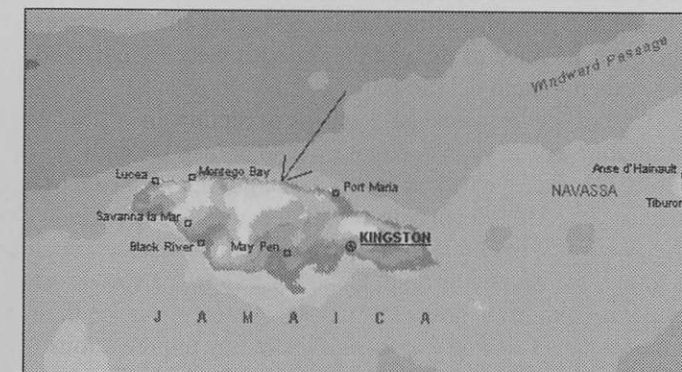 Windward Passage
Lucea
Montego Bay
Port Maria
Anse d'Hainault
NAVASSA
Tiburon
Savanna la Mar
Black River
May Pen
KINGSTON
J A M A I C A